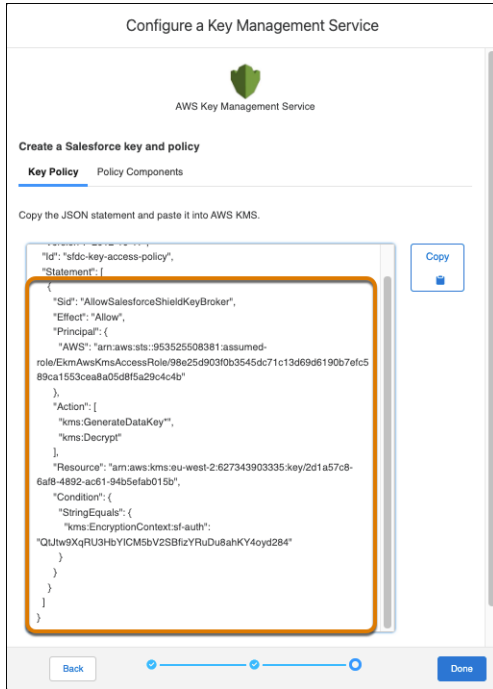 Configure a Key Management Service
AWS Key Management Service
Create a Salesforce key and policy
Key Policy Policy Components
Copy the JSON statement and paste it into AWS KMS.
"Id": "sfdc-key-access-policy",
"Statement": [
{
"Sid": "AllowSalesforceShieldKeyBroker",
"Effect": "Allow",
"Principal": {
"AWS": "arn:aws:sts::953525508381:assumed-
role/EkmAwsKmsAccessRole/98e25d903f0b3545dc71c13d69d6190b7efc5
89ca1553cea8a05d8f5a29c4c4b"
},
"Action": [
"kms:GenerateDataKey*",
"kms:Decrypt"
],
"Resource": "arn:aws:kms:eu-west-2:627343903335:key/2d1a57c8-
6af8-4892-ac61-94b5efab015b",
"Condition": {
"StringEquals": {
"kms:EncryptionContext:sf-auth":
"QtJtw9XqRU3HbYICM5bV2SBfizYRuDu8ahKY4oyd284"
}
}
}
]
}
Copy
Back
Done